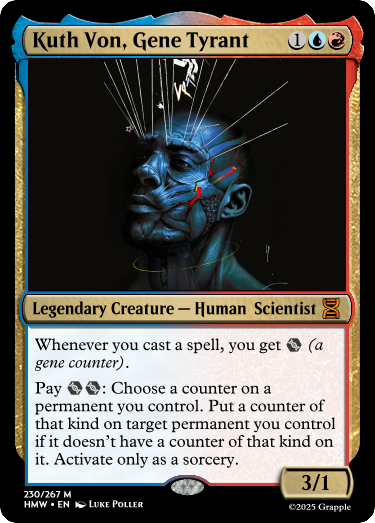 Kuth Von, Gene Tyrant 1
Legendary Creature — Human Scientist
Whenever you cast a spell, you get (a
gene counter).
Pay : Choose a counter on a
permanent you control. Put a counter of
that kind on target permanent you control
if it doesn't have a counter of that kind on
it. Activate only as a sorcery.
3/1
230/267 M
HMW • EN Luke Poller
©2025 Grapple